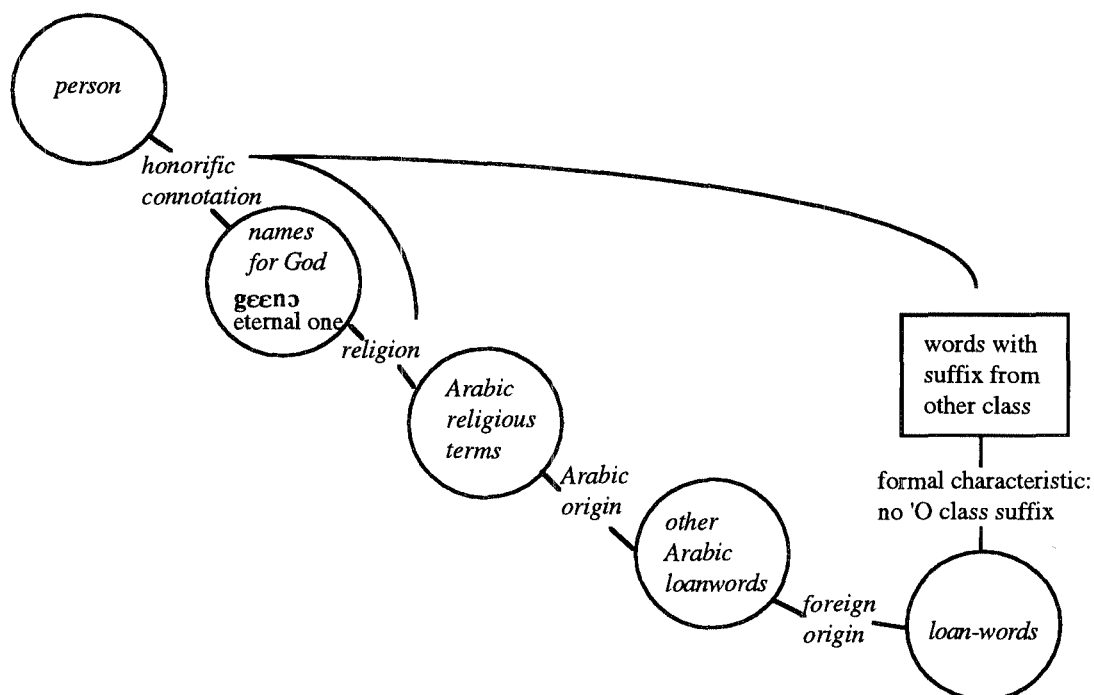 person
honorific
connotation
names
for God
gɛɛnɔ
eternal one
religion
Arabic
religious
terms
Arabic
origin
other
Arabic
loanwords
foreign
origin
loan-words
formal characteristic:
no 'O class suffix
words with
suffix from
other class